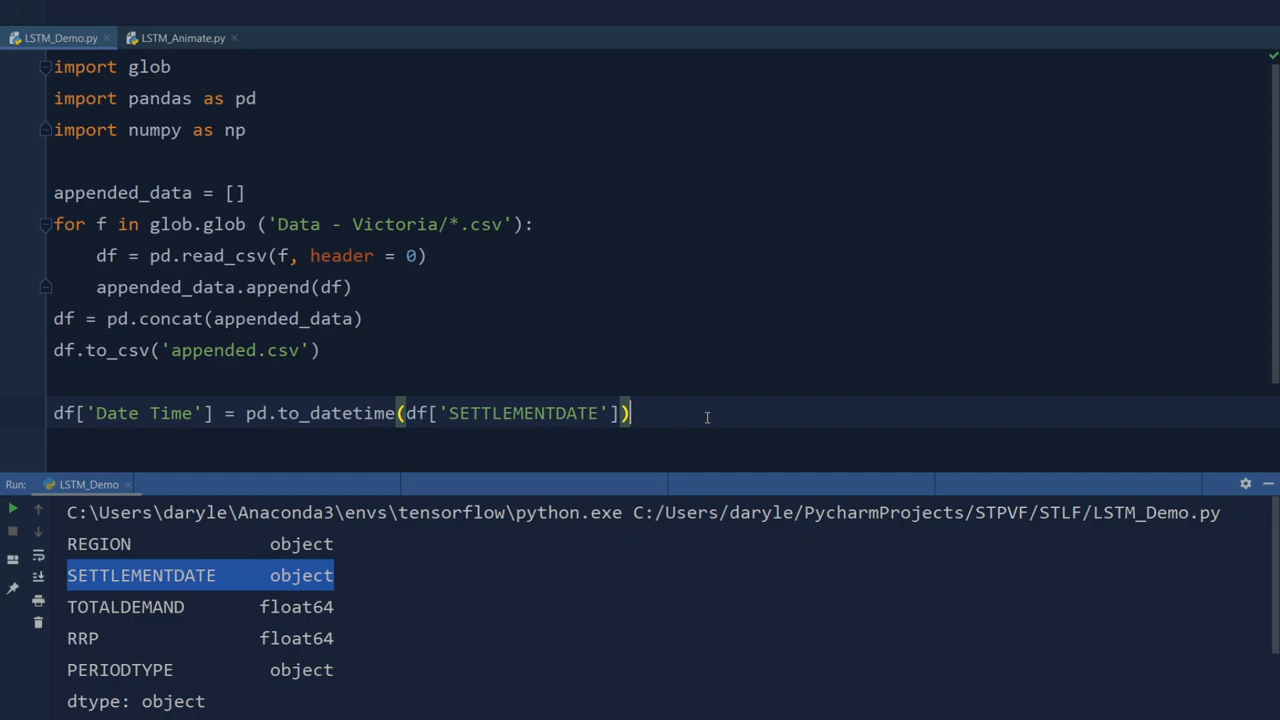 LSTM_Demo.py
LSTM_Animate.py
import glob
import pandas as pd
import numpy as np
appended_data = []
for f in glob.glob ('Data - Victoria/*.csv'):
    df = pd.read_csv(f, header = 0)
    appended_data.append(df)
df = pd.concat(appended_data)
df.to_csv('appended.csv')
df['Date Time'] = pd.to_datetime(df['SETTLEMENTDATE'])
Run: LSTM_Demo
C:\Users\daryle\Anaconda3\envs\tensorflow\python.exe C:/Users/daryle/PycharmProjects/STPVF/STLF/LSTM_Demo.py
REGION object
SETTLEMENTDATE object
TOTALDEMAND float64
RRP float64
PERIODTYPE object
dtype: object